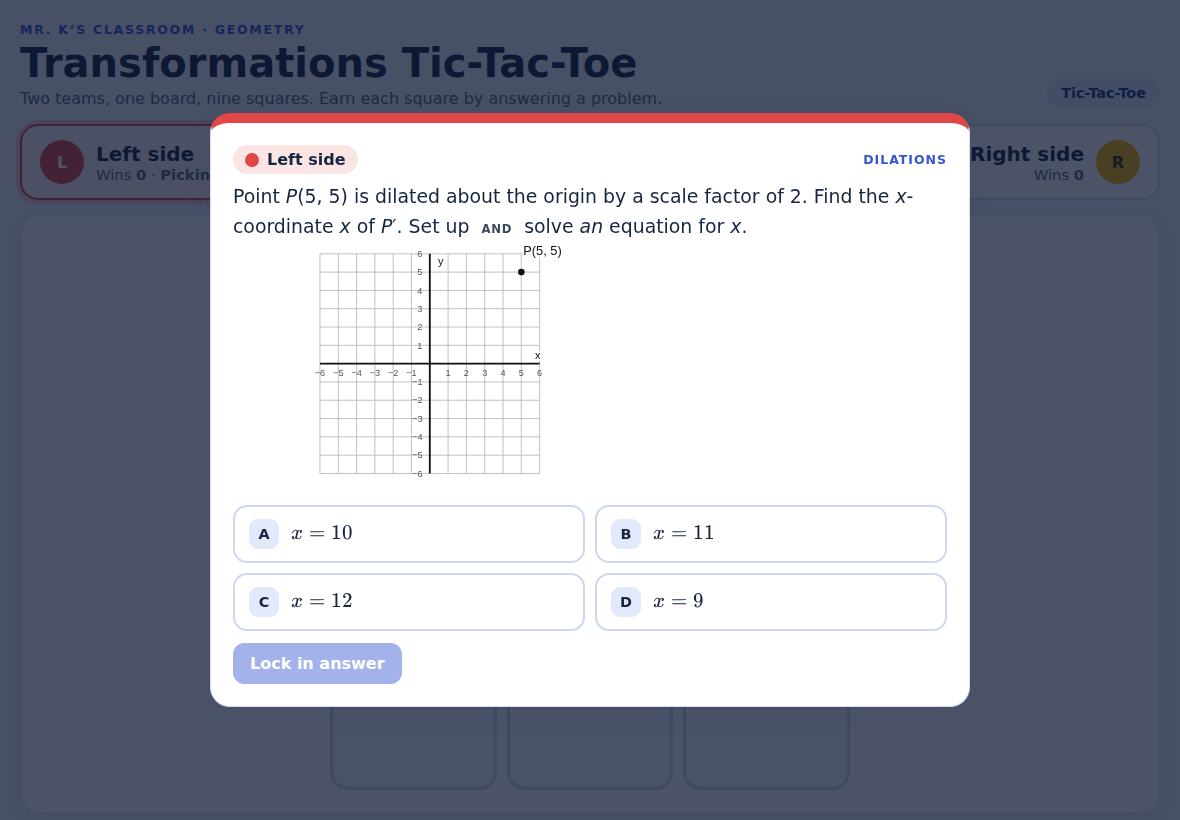 MR. K’S CLASSROOM · GEOMETRY
Transformations Tic-Tac-Toe
Two teams, one board, nine squares. Earn each square by answering a problem.
Tic-Tac-Toe
L
Left side
Wins 0 · Pickin
Right side
Wins 0
R
Left side
DILATIONS
Point P(5, 5) is dilated about the origin by a scale factor of 2. Find the x-
coordinate x of P′. Set up AND solve an equation for x.
P(5, 5)
y
x
6
5
4
3
2
1
−6 −5 −4 −3 −2 −1 1 2 3 4 5 6
−1
−2
−3
−4
−5
−6
A x = 10
B x = 11
C x = 12
D x = 9
Lock in answer